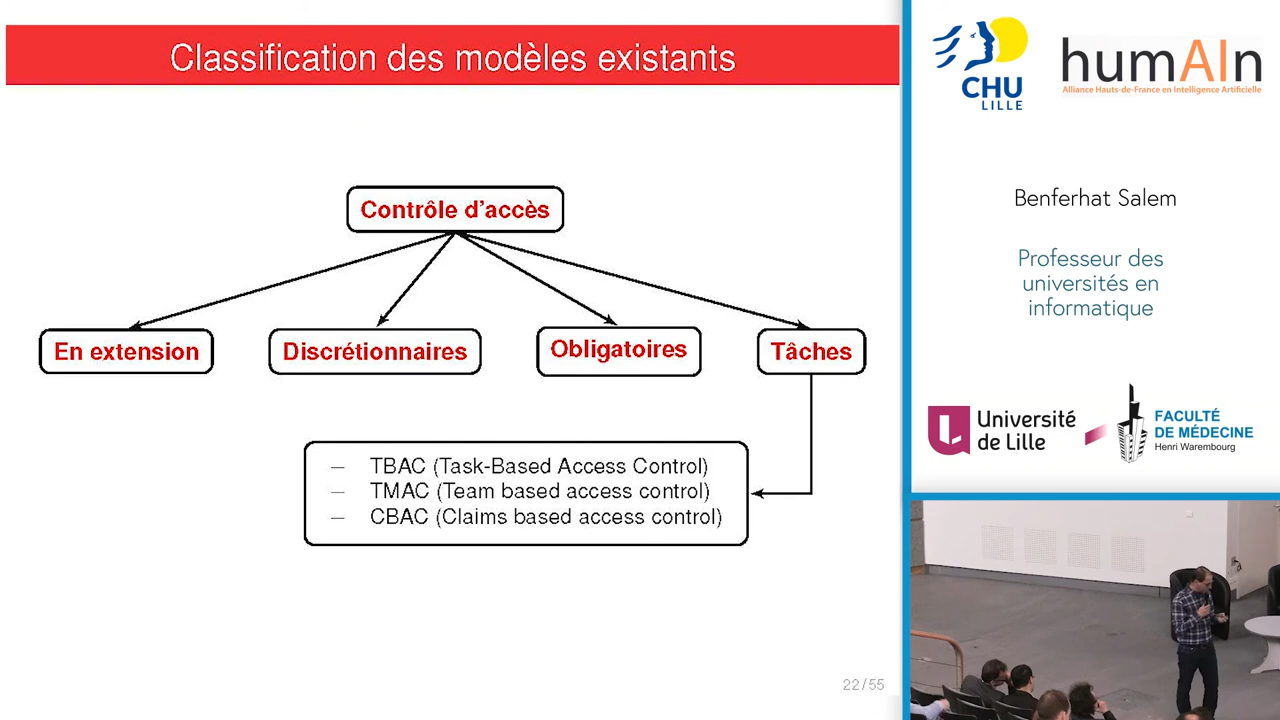 Classification des modèles existants
Contrôle d'accès
En extension
Discrétionnaires
Obligatoires
Tâches
– TBAC (Task-Based Access Control)
– TMAC (Team based access control)
– CBAC (Claims based access control)
22/55
CHU
LILLE
humAIn
Alliance Hauts-de-France en Intelligence Artificielle
Benferhat Salem
Professeur des
universités en
informatique
Université
de Lille
FACULTÉ
DE MÉDECINE
Henri Warembourg